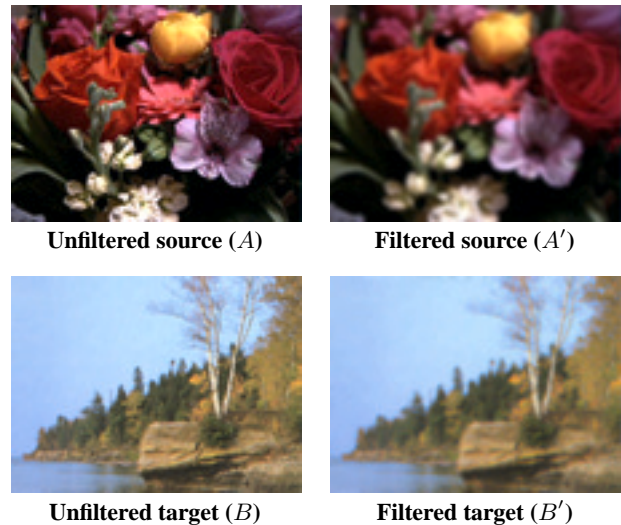 Unfiltered source (A)
Filtered source (A′)
Unfiltered target (B)
Filtered target (B′)